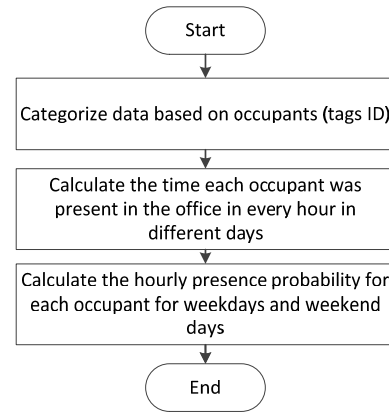 Start
Categorize data based on occupants (tags ID)
Calculate the time each occupant was
present in the office in every hour in
different days
Calculate the hourly presence probability for
each occupant for weekdays and weekend
days
End